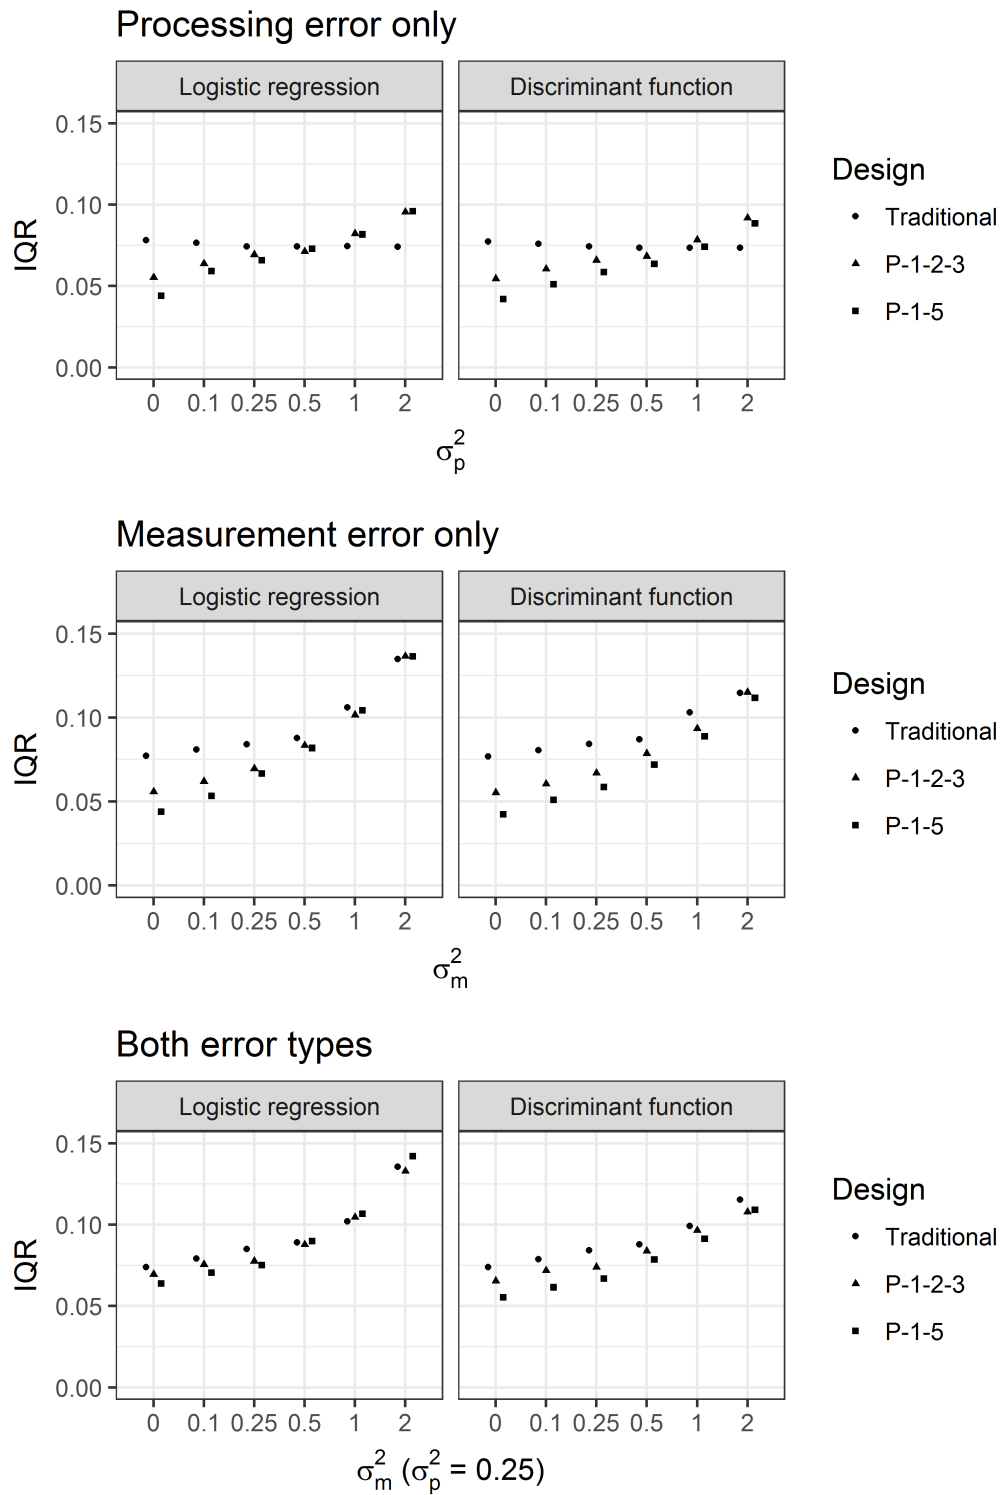 Processing error only
Logistic regression Discriminant function
0.15
0.10
0.05
0.00
IQR
0 0.1 0.25 0.5 1 2 0 0.1 0.25 0.5 1 2
σ²ₚ
Design
Traditional
P-1-2-3
P-1-5
Measurement error only
Logistic regression Discriminant function
0.15
0.10
0.05
0.00
IQR
0 0.1 0.25 0.5 1 2 0 0.1 0.25 0.5 1 2
σ²ₘ
Design
Traditional
P-1-2-3
P-1-5
Both error types
Logistic regression Discriminant function
0.15
0.10
0.05
0.00
IQR
0 0.1 0.25 0.5 1 2 0 0.1 0.25 0.5 1 2
σ²ₘ (σ²ₚ = 0.25)
Design
Traditional
P-1-2-3
P-1-5